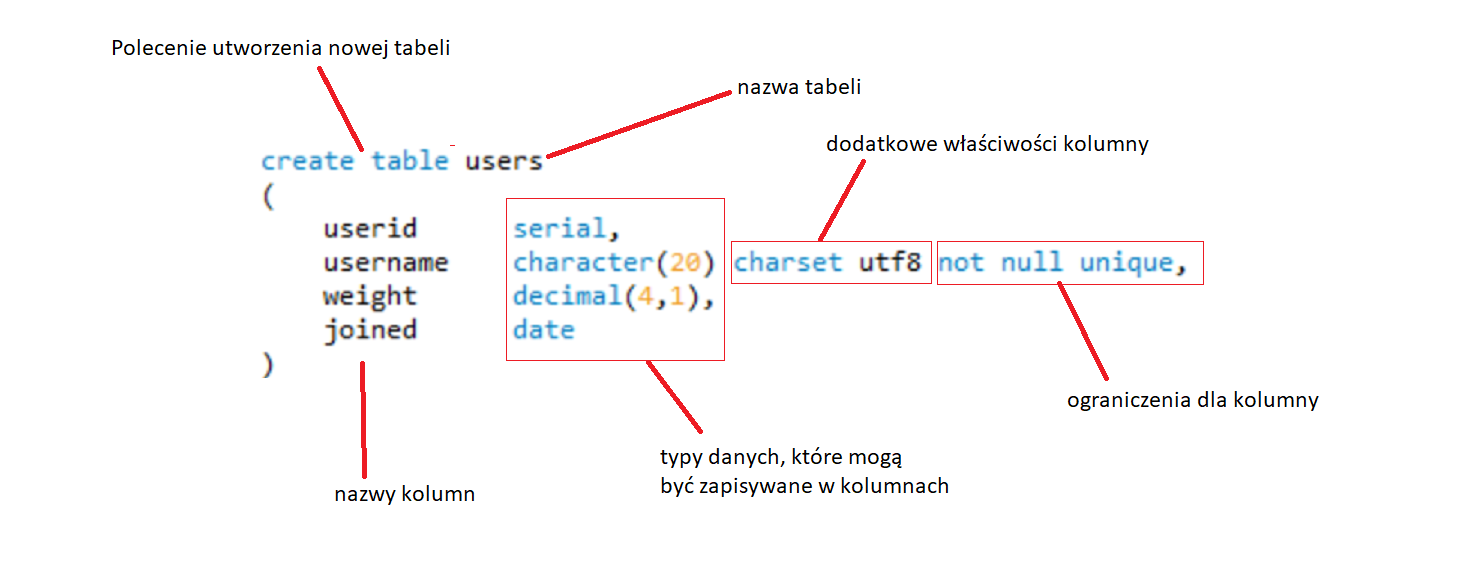 Polecenie utworzenia nowej tabeli
nazwa tabeli
dodatkowe właściwości kolumny
create table users
(
userid serial,
username character(20) charset utf8 not null unique,
weight decimal(4,1),
joined date
)
ograniczenia dla kolumny
typy danych, które mogą
być zapisywane w kolumnach
nazwy kolumn